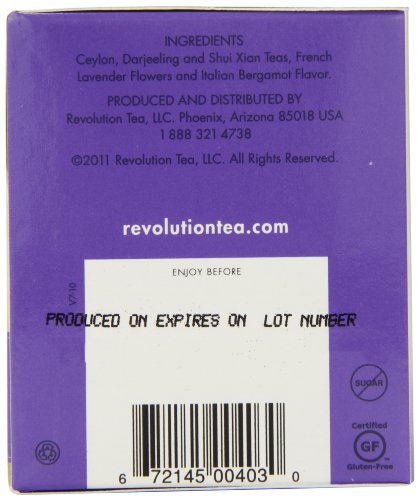 INGREDIENTS
Ceylon, Darjeeling and Shui Xian Teas, French
Lavender Flowers and Italian Bergamot Flavor.
PRODUCED AND DISTRIBUTED BY
Revolution Tea, LLC. Phoenix, Arizona 85018 USA
1 888 321 4738
©2011 Revolution Tea, LLC. All Rights Reserved.
revolutiontea.com
ENJOY BEFORE
V7-10
PRODUCED ON EXPIRES ON LOT NUMBER
SUGAR
Certified
GF
Gluten-Free
6 72145 00403 0